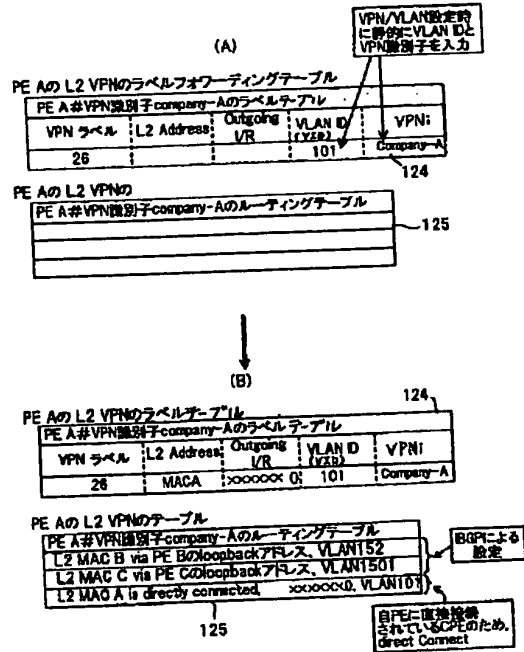 (A)
VPN/VLAN設定時
に静的にVLAN IDと
VPN識別子を入力
PE Aの L2 VPNのラベルフォワーディングテーブル
PE A#VPN識別子company-Aのラベルテーブル
VPN ラベル L2 Address Outgoing I/R VLAN ID VPNi
26 101 Company-A
124
PE Aの L2 VPNの
PE A#VPN識別子company-Aのルーティングテーブル
125
(B)
124
PE Aの L2 VPNのラベルテーブル
PE A#VPN識別子company-Aのラベルテーブル
VPN ラベル L2 Address Outgoing I/R VLAN ID VPNi
26 MACA ×××××× 0 101 Company-A
PE Aの L2 VPNのテーブル
PE A#VPN識別子company-Aのルーティングテーブル
L2 MAC B via PE Bのloopbackアドレス、VLAN152
L2 MAC C via PE Cのloopbackアドレス、VLAN1501
L2 MAC A is directly connected, ××××××0, VLAN101
iBGPiによる
設定
125
自PEに直接接続
されているCPEのため、
direct Connect